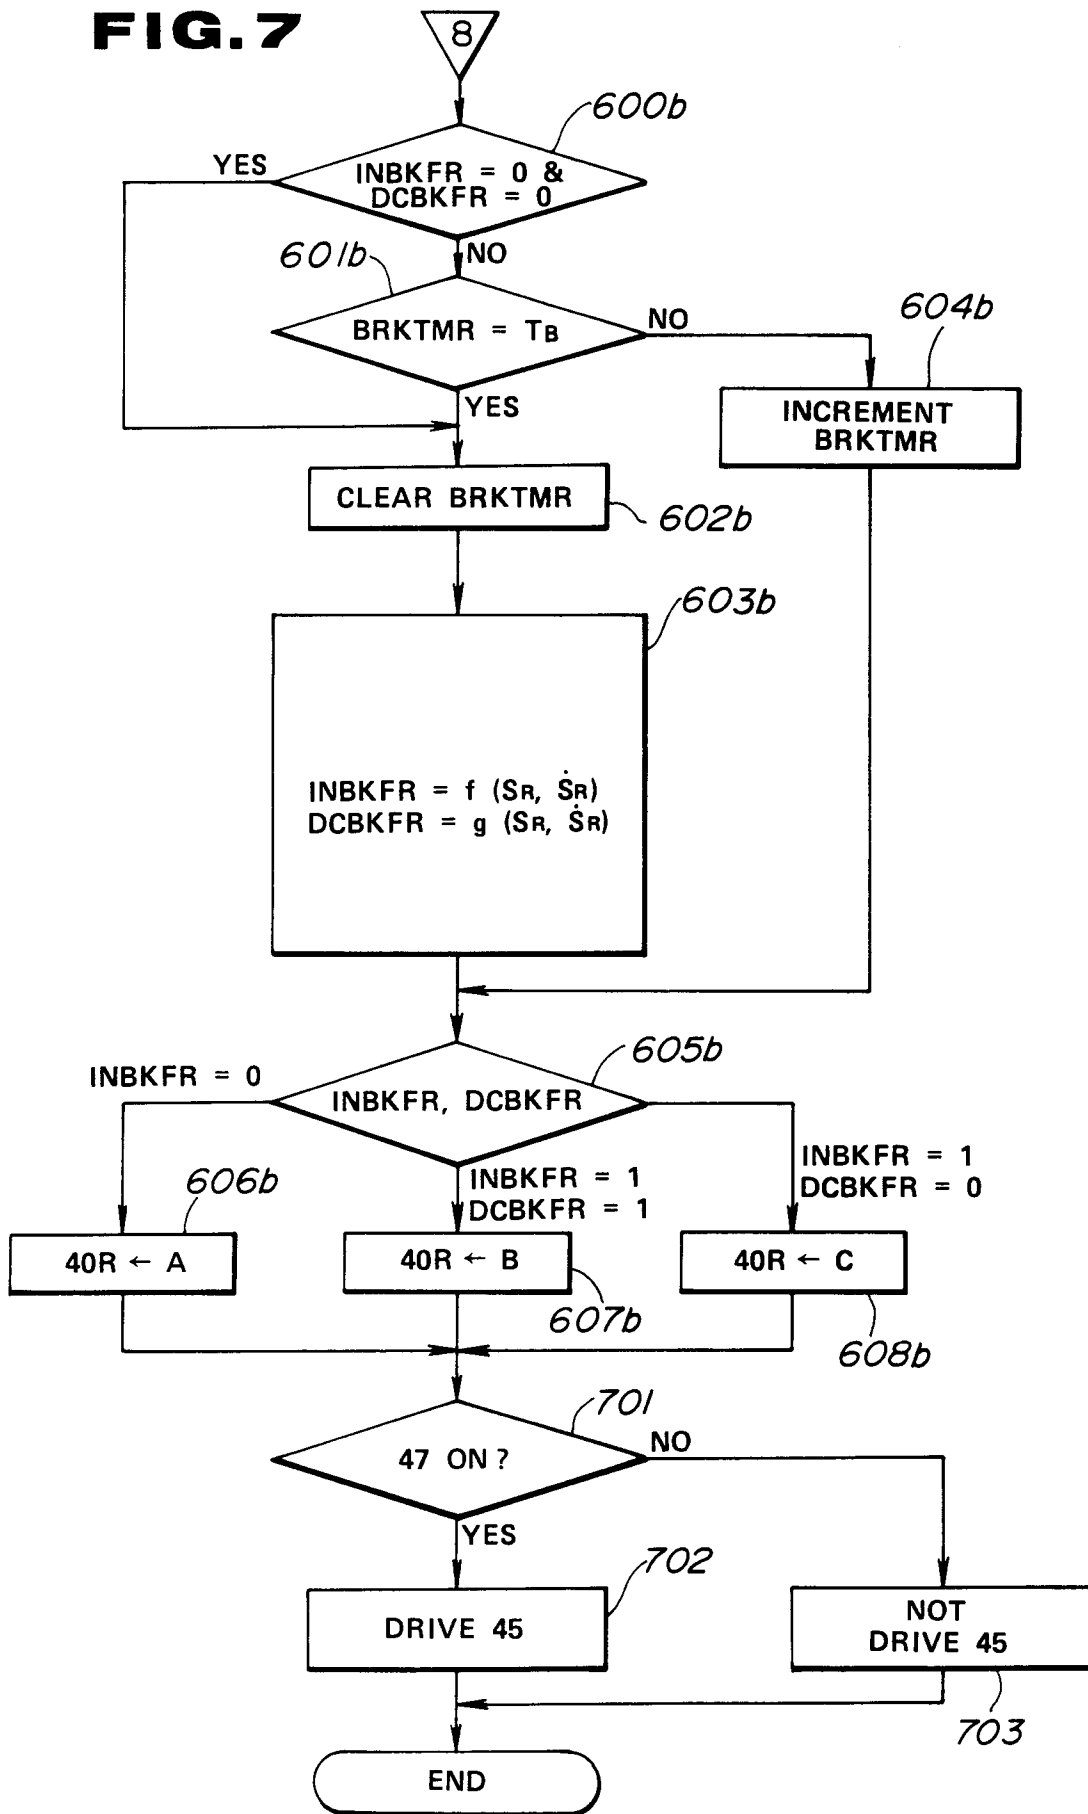 FIG.7
8
600b
YES
INBKFR = 0 &
DCBKFR = 0
NO
601b
BRKTMR = TB
NO
604b
YES
INCREMENT
BRKTMR
CLEAR BRKTMR
602b
603b
INBKFR = f (SR, ṠR)
DCBKFR = g (SR, ṠR)
605b
INBKFR = 0
INBKFR, DCBKFR
INBKFR = 1
DCBKFR = 0
606b
INBKFR = 1
DCBKFR = 1
40R ← A
40R ← B
40R ← C
607b
608b
701
47 ON?
NO
YES
702
DRIVE 45
NOT
DRIVE 45
703
END